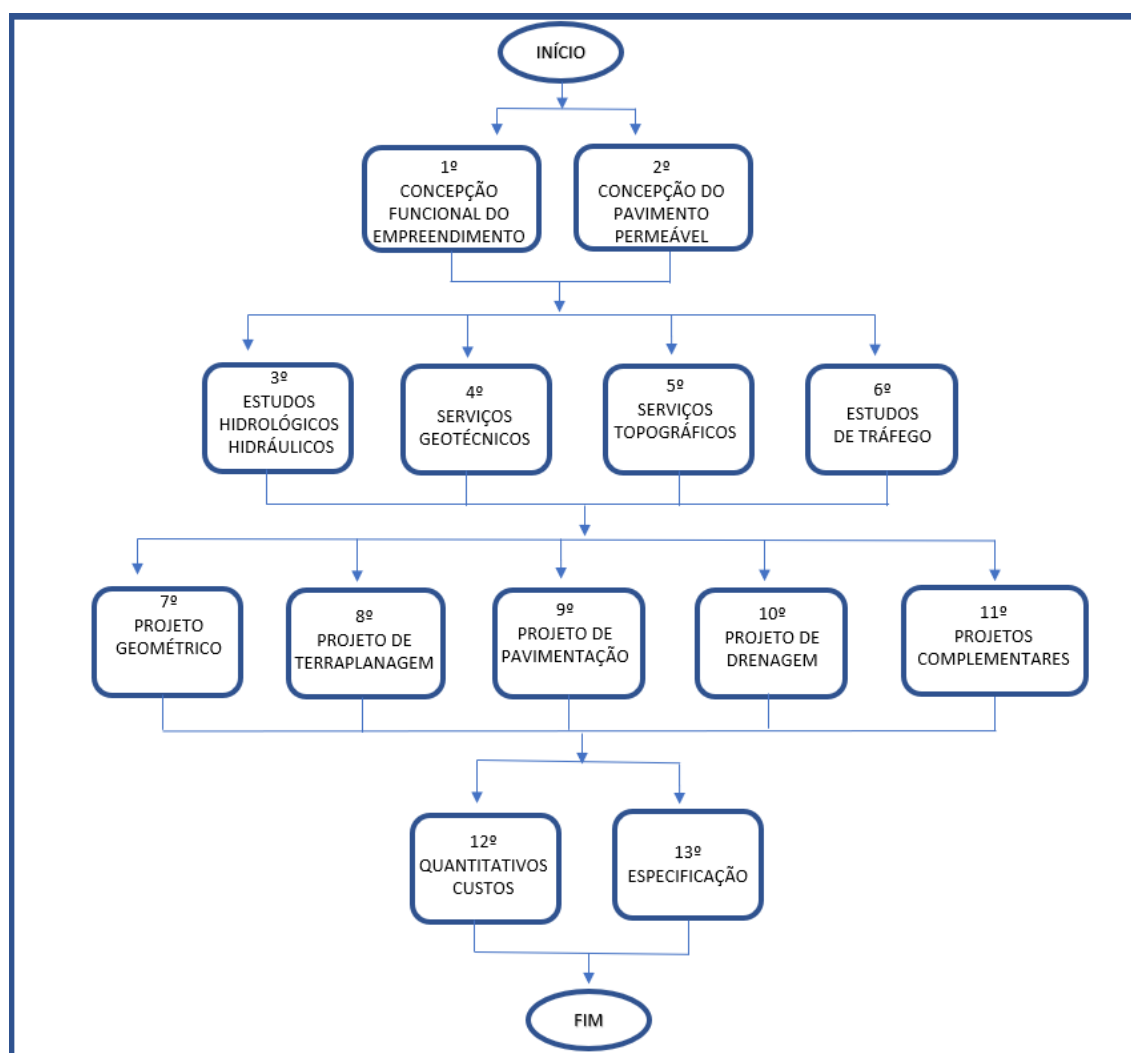 INÍCIO
1º
CONCEPÇÃO
FUNCIONAL DO
EMPREENDIMENTO
2º
CONCEPÇÃO DO
PAVIMENTO
PERMEÁVEL
3º
ESTUDOS
HIDROLÓGICOS
HIDRÁULICOS
4º
SERVIÇOS
GEOTÉCNICOS
5º
SERVIÇOS
TOPOGRÁFICOS
6º
ESTUDOS
DE TRÁFEGO
7º
PROJETO
GEOMÉTRICO
8º
PROJETO DE
TERRAPLANAGEM
9º
PROJETO DE
PAVIMENTAÇÃO
10º
PROJETO DE
DRENAGEM
11º
PROJETOS
COMPLEMENTARES
12º
QUANTITATIVOS
CUSTOS
13º
ESPECIFICAÇÃO
FIM